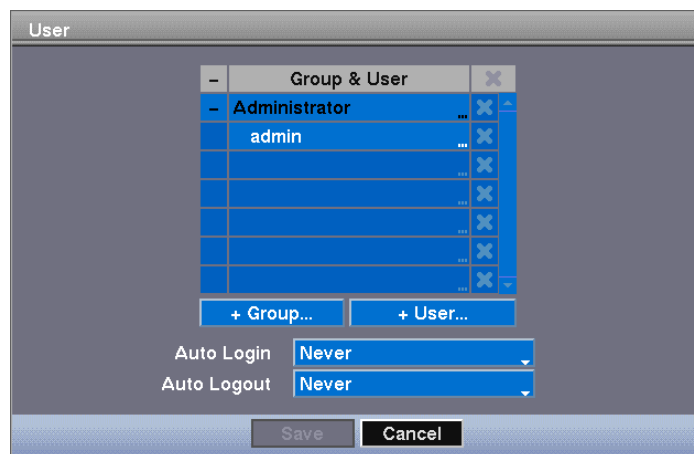 User
– Group & User
– Administrator ...
admin ...
...
...
...
...
...
+ Group... + User...
Auto Login Never
Auto Logout Never
Save Cancel